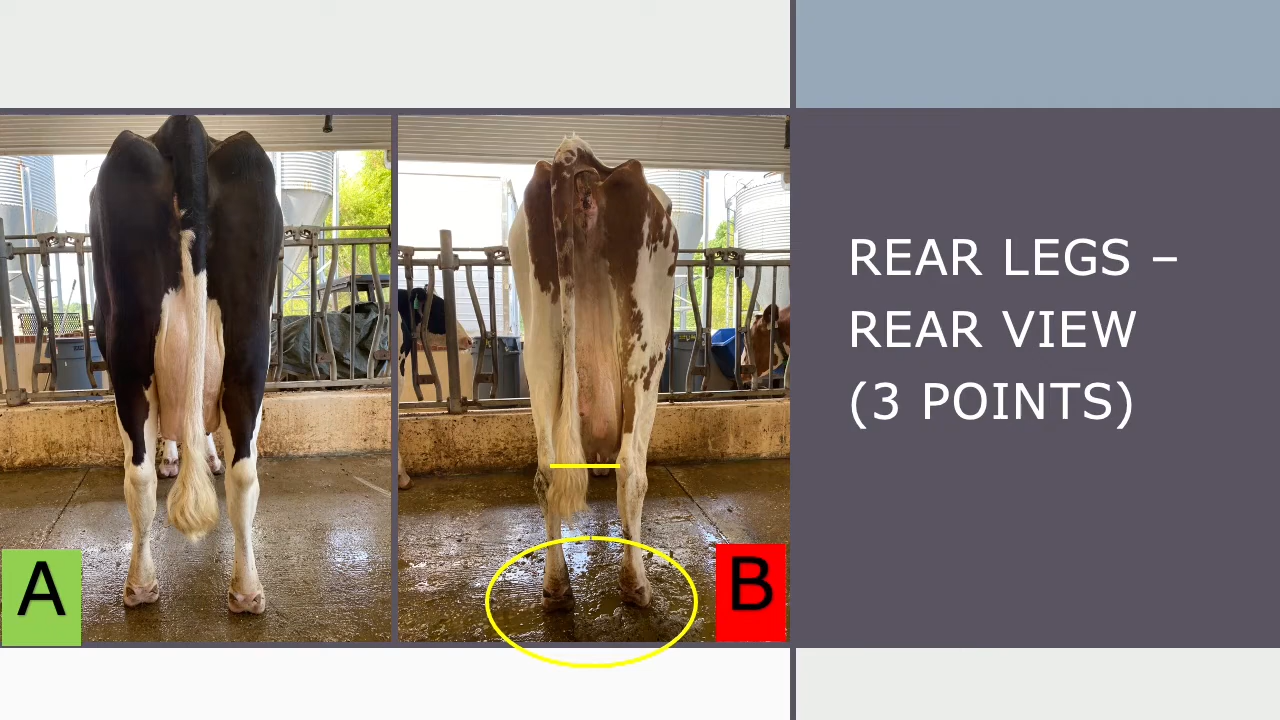 A
B
REAR LEGS –
REAR VIEW
(3 POINTS)